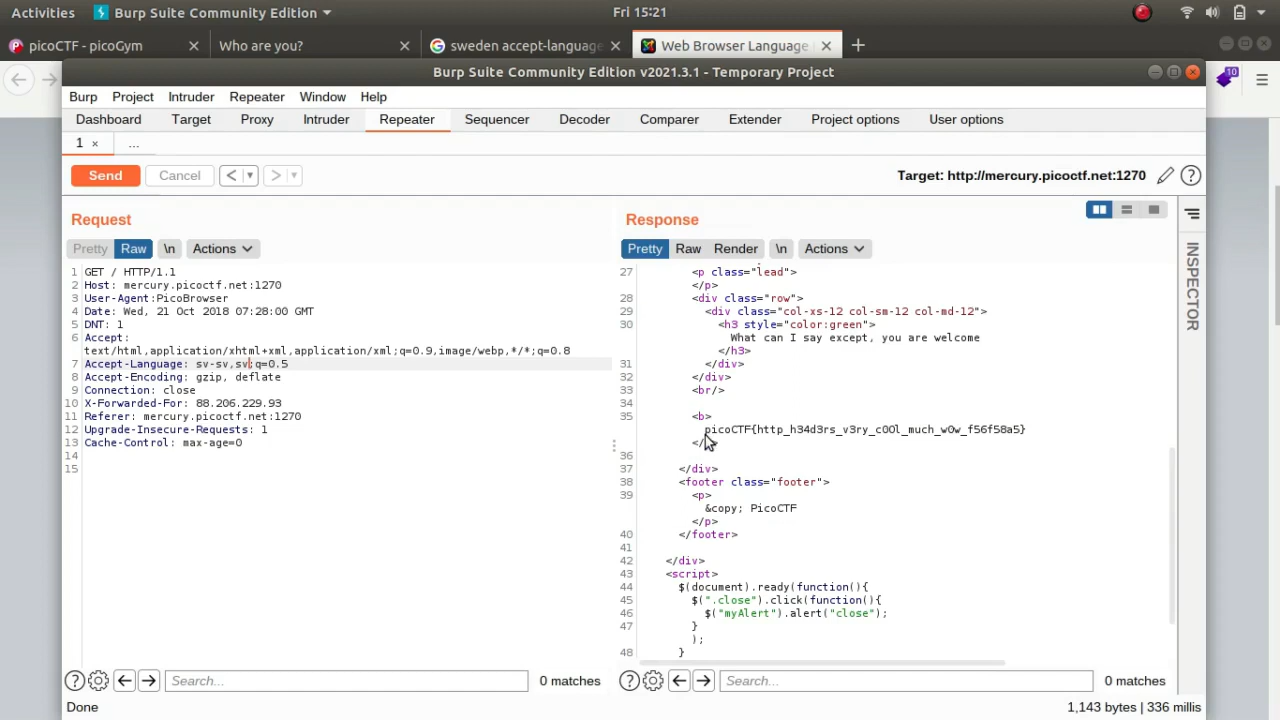 Activities Burp Suite Community Edition Fri 15:21
picoCTF - picoGym Who are you? sweden accept-language Web Browser Language
Burp Suite Community Edition v2021.3.1 - Temporary Project
10
Burp Project Intruder Repeater Window Help
Dashboard Target Proxy Intruder Repeater Sequencer Decoder Comparer Extender Project options User options
1 × ...
Send Cancel < > Target: http://mercury.picoctf.net:1270 ?
Request
Pretty Raw \n Actions
1 GET / HTTP/1.1
2 Host: mercury.picoctf.net:1270
3 User-Agent:PicoBrowser
4 Date: Wed, 21 Oct 2018 07:28:00 GMT
5 DNT: 1
6 Accept:
text/html,application/xhtml+xml,application/xml;q=0.9,image/webp,*/*;q=0.8
7 Accept-Language: sv-sv,sv;q=0.5
8 Accept-Encoding: gzip, deflate
9 Connection: close
10 X-Forwarded-For: 88.206.229.93
11 Referer: mercury.picoctf.net:1270
12 Upgrade-Insecure-Requests: 1
13 Cache-Control: max-age=0
14
15
? Search... 0 matches
Response
Pretty Raw Render \n Actions
27 <p class="lead">
</p>
28 <div class="row">
29 <div class="col-xs-12 col-sm-12 col-md-12">
30 <h3 style="color:green">
What can I say except, you are welcome
</h3>
31 </div>
32 </div>
33 <br/>
34
35 <b>
picoCTF{http_h34d3rs_v3ry_c00l_much_w0w_f56f58a5}
</b>
36
37 </div>
38 <footer class="footer">
39 <p>
&copy; PicoCTF
</p>
40 </footer>
41
42 </div>
43 <script>
44 $(document).ready(function(){
45 $(".close").click(function(){
46 $("myAlert").alert("close");
47 }
);
48 }
? Search... 0 matches
INSPECTOR
Done 1,143 bytes | 336 millis